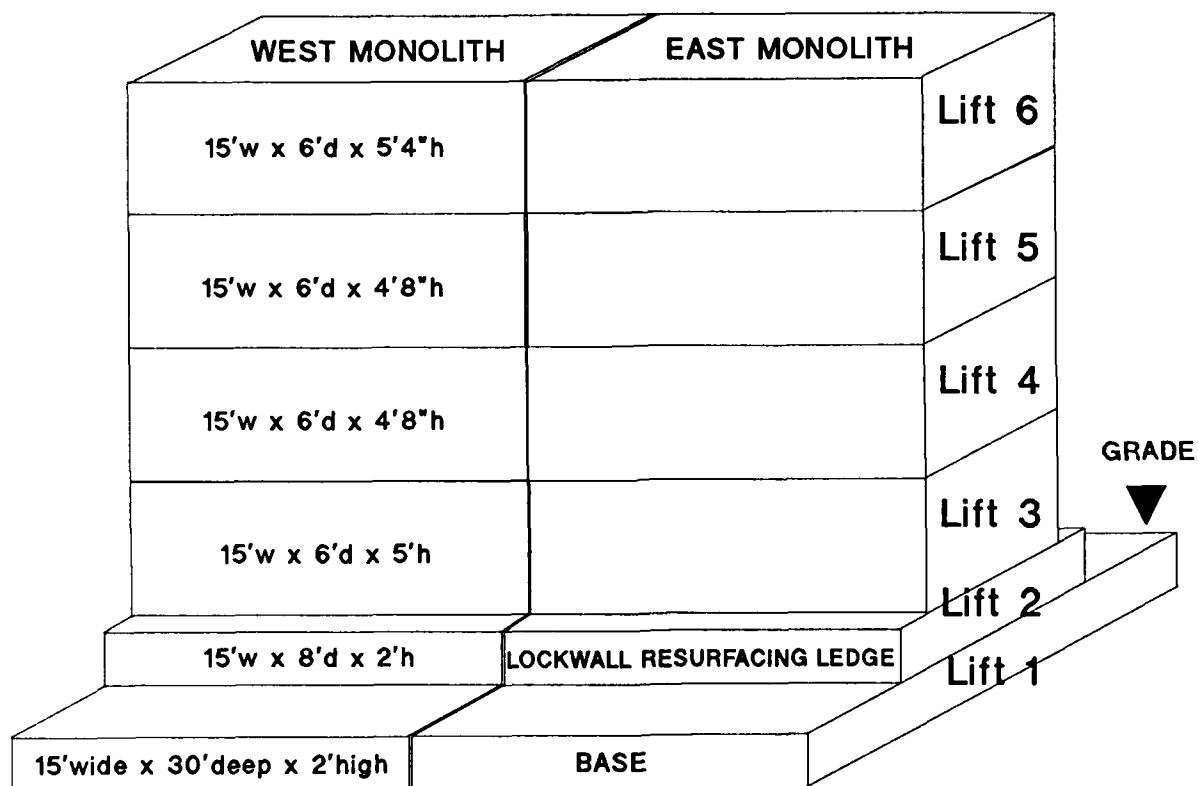 WEST MONOLITH
EAST MONOLITH
15'w x 6'd x 5'4"h
Lift 6
15'w x 6'd x 4'8"h
Lift 5
15'w x 6'd x 4'8"h
Lift 4
GRADE
15'w x 6'd x 5'h
Lift 3
15'w x 8'd x 2'h
LOCKWALL RESURFACING LEDGE
Lift 2
15'wide x 30'deep x 2'high
BASE
Lift 1